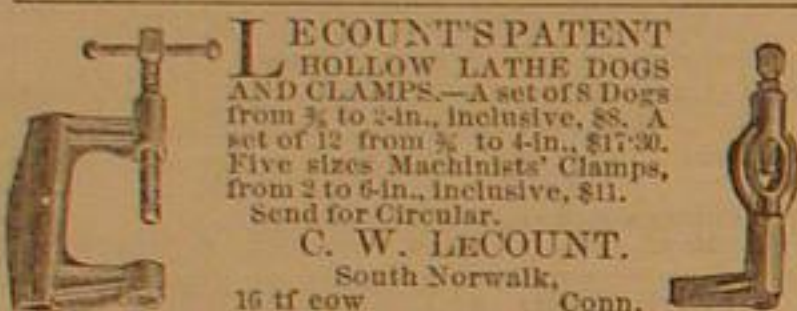 LECOUNT'S PATENT
HOLLOW LATHE DOGS
AND CLAMPS.—A set of 8 Dogs
from ⅜ to 2-in., inclusive, $8. A
set of 12 from ⅜ to 4-in., $17·30.
Five sizes Machinists' Clamps,
from 2 to 6-in., inclusive, $11.
Send for Circular.
C. W. LECOUNT.
South Norwalk,
16 tf eow Conn.